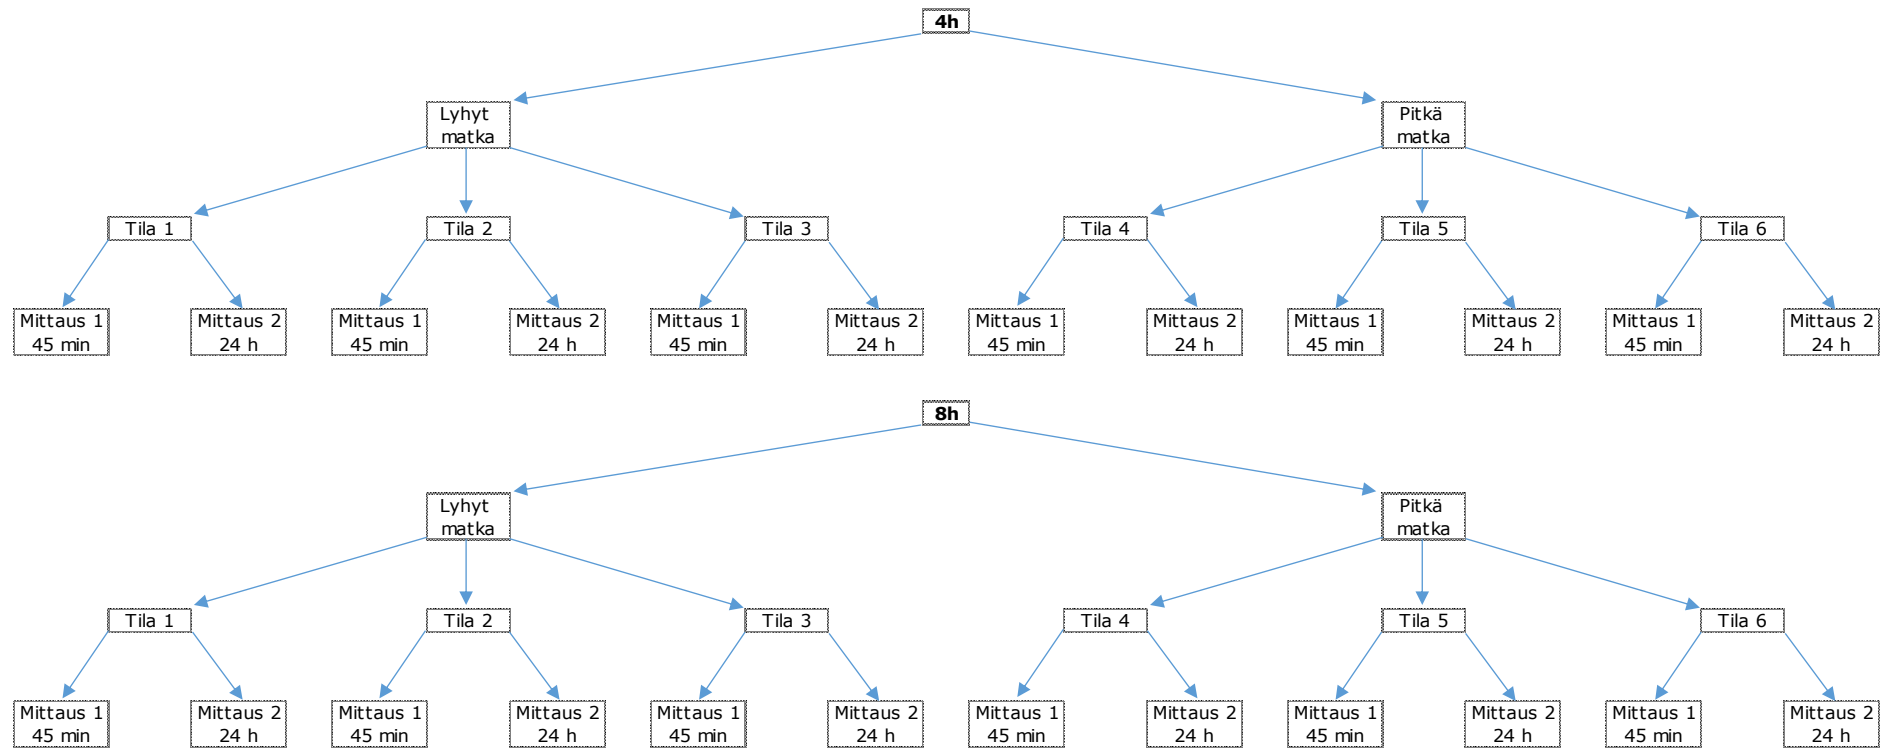 4h
Lyhyt
matka
Pitkä
matka
Tila 1
Tila 2
Tila 3
Tila 4
Tila 5
Tila 6
Mittaus 1
45 min
Mittaus 2
24 h
Mittaus 1
45 min
Mittaus 2
24 h
Mittaus 1
45 min
Mittaus 2
24 h
Mittaus 1
45 min
Mittaus 2
24 h
Mittaus 1
45 min
Mittaus 2
24 h
Mittaus 1
45 min
Mittaus 2
24 h
8h
Lyhyt
matka
Pitkä
matka
Tila 1
Tila 2
Tila 3
Tila 4
Tila 5
Tila 6
Mittaus 1
45 min
Mittaus 2
24 h
Mittaus 1
45 min
Mittaus 2
24 h
Mittaus 1
45 min
Mittaus 2
24 h
Mittaus 1
45 min
Mittaus 2
24 h
Mittaus 1
45 min
Mittaus 2
24 h
Mittaus 1
45 min
Mittaus 2
24 h